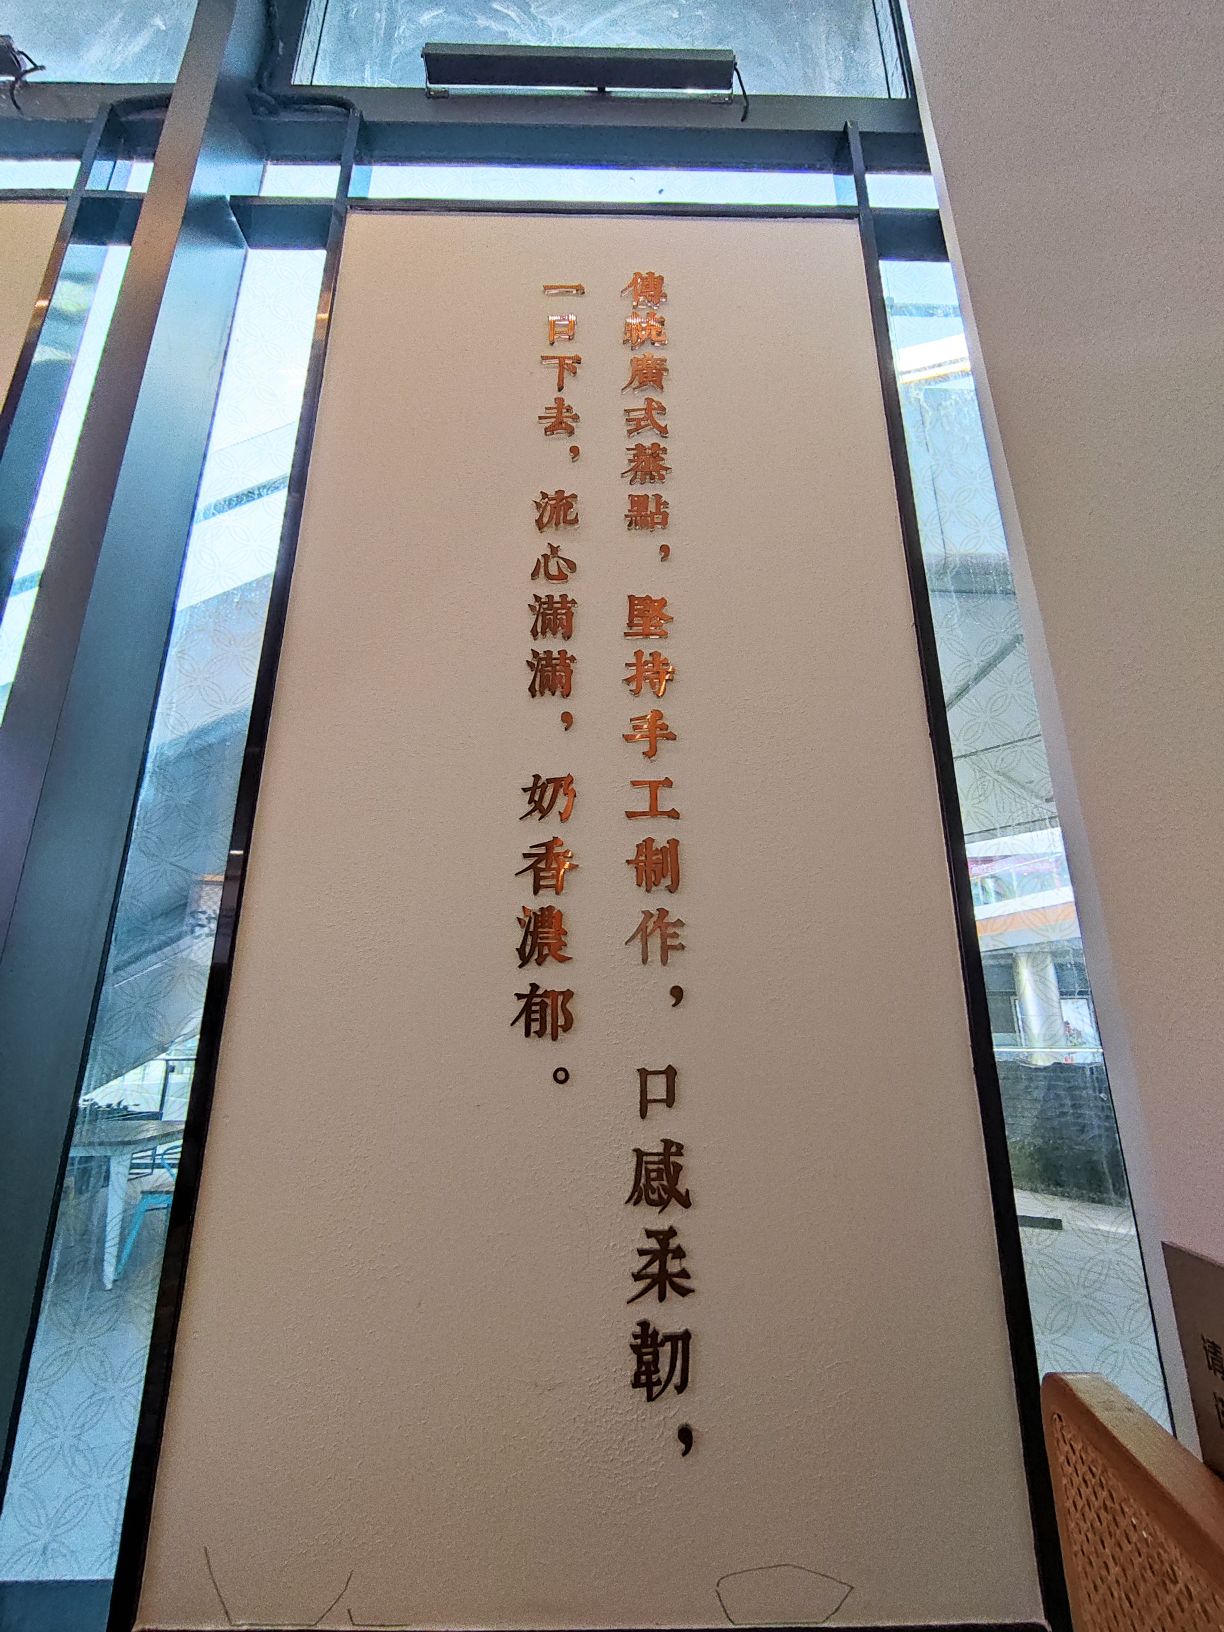 傳統廣式蒸點，堅持手工制作，口感柔韌，
一口下去，流心滿滿，奶香濃郁。
请